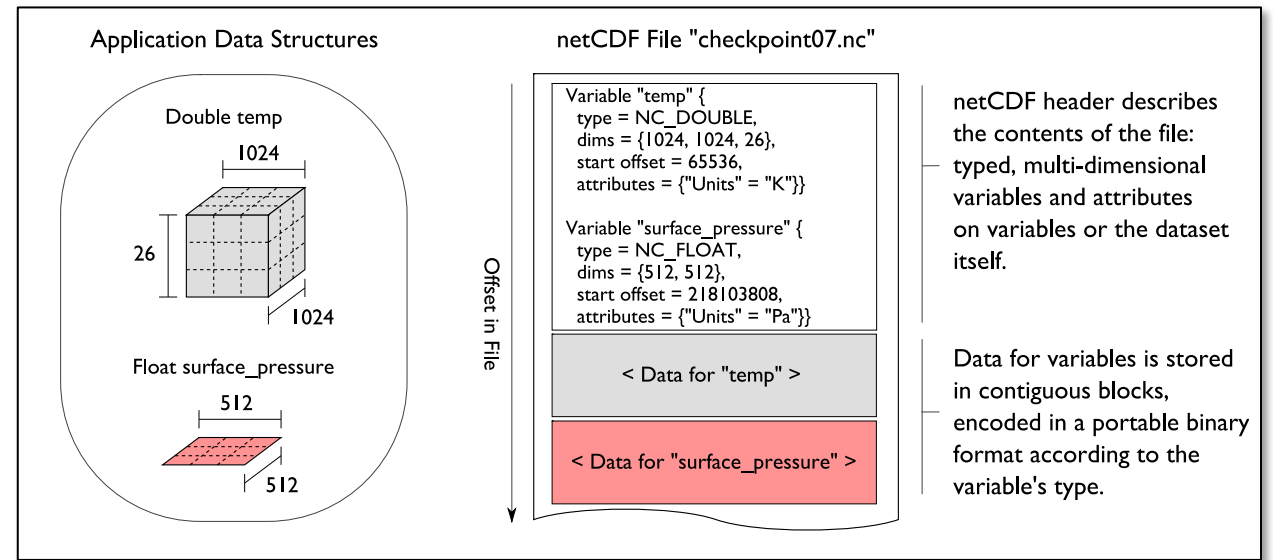 Application Data Structures
Double temp
1024
26
1024
Float surface_pressure
512
512
netCDF File "checkpoint07.nc"
Offset in File
Variable "temp" {
type = NC_DOUBLE,
dims = {1024, 1024, 26},
start offset = 65536,
attributes = {"Units" = "K"}}
Variable "surface_pressure" {
type = NC_FLOAT,
dims = {512, 512},
start offset = 218103808,
attributes = {"Units" = "Pa"}}
< Data for "temp" >
< Data for "surface_pressure" >
netCDF header describes
the contents of the file:
typed, multi-dimensional
variables and attributes
on variables or the dataset
itself.
Data for variables is stored
in contiguous blocks,
encoded in a portable binary
format according to the
variable's type.